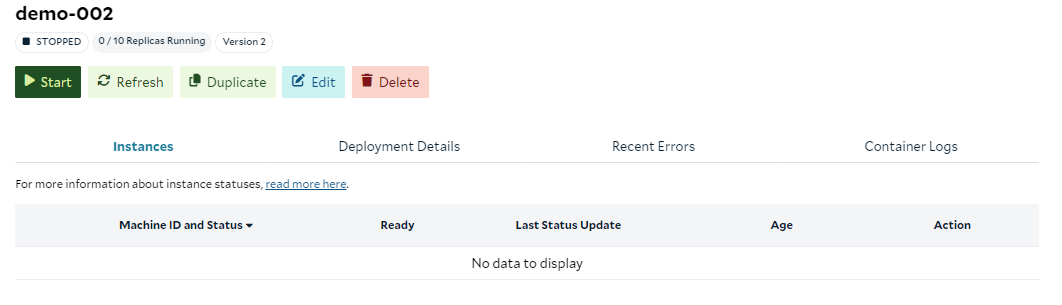 demo-002
STOPPED 0 / 10 Replicas Running Version 2
Start Refresh Duplicate Edit Delete
Instances Deployment Details Recent Errors Container Logs
For more information about instance statuses, read more here.
Machine ID and Status Ready Last Status Update Age Action
No data to display